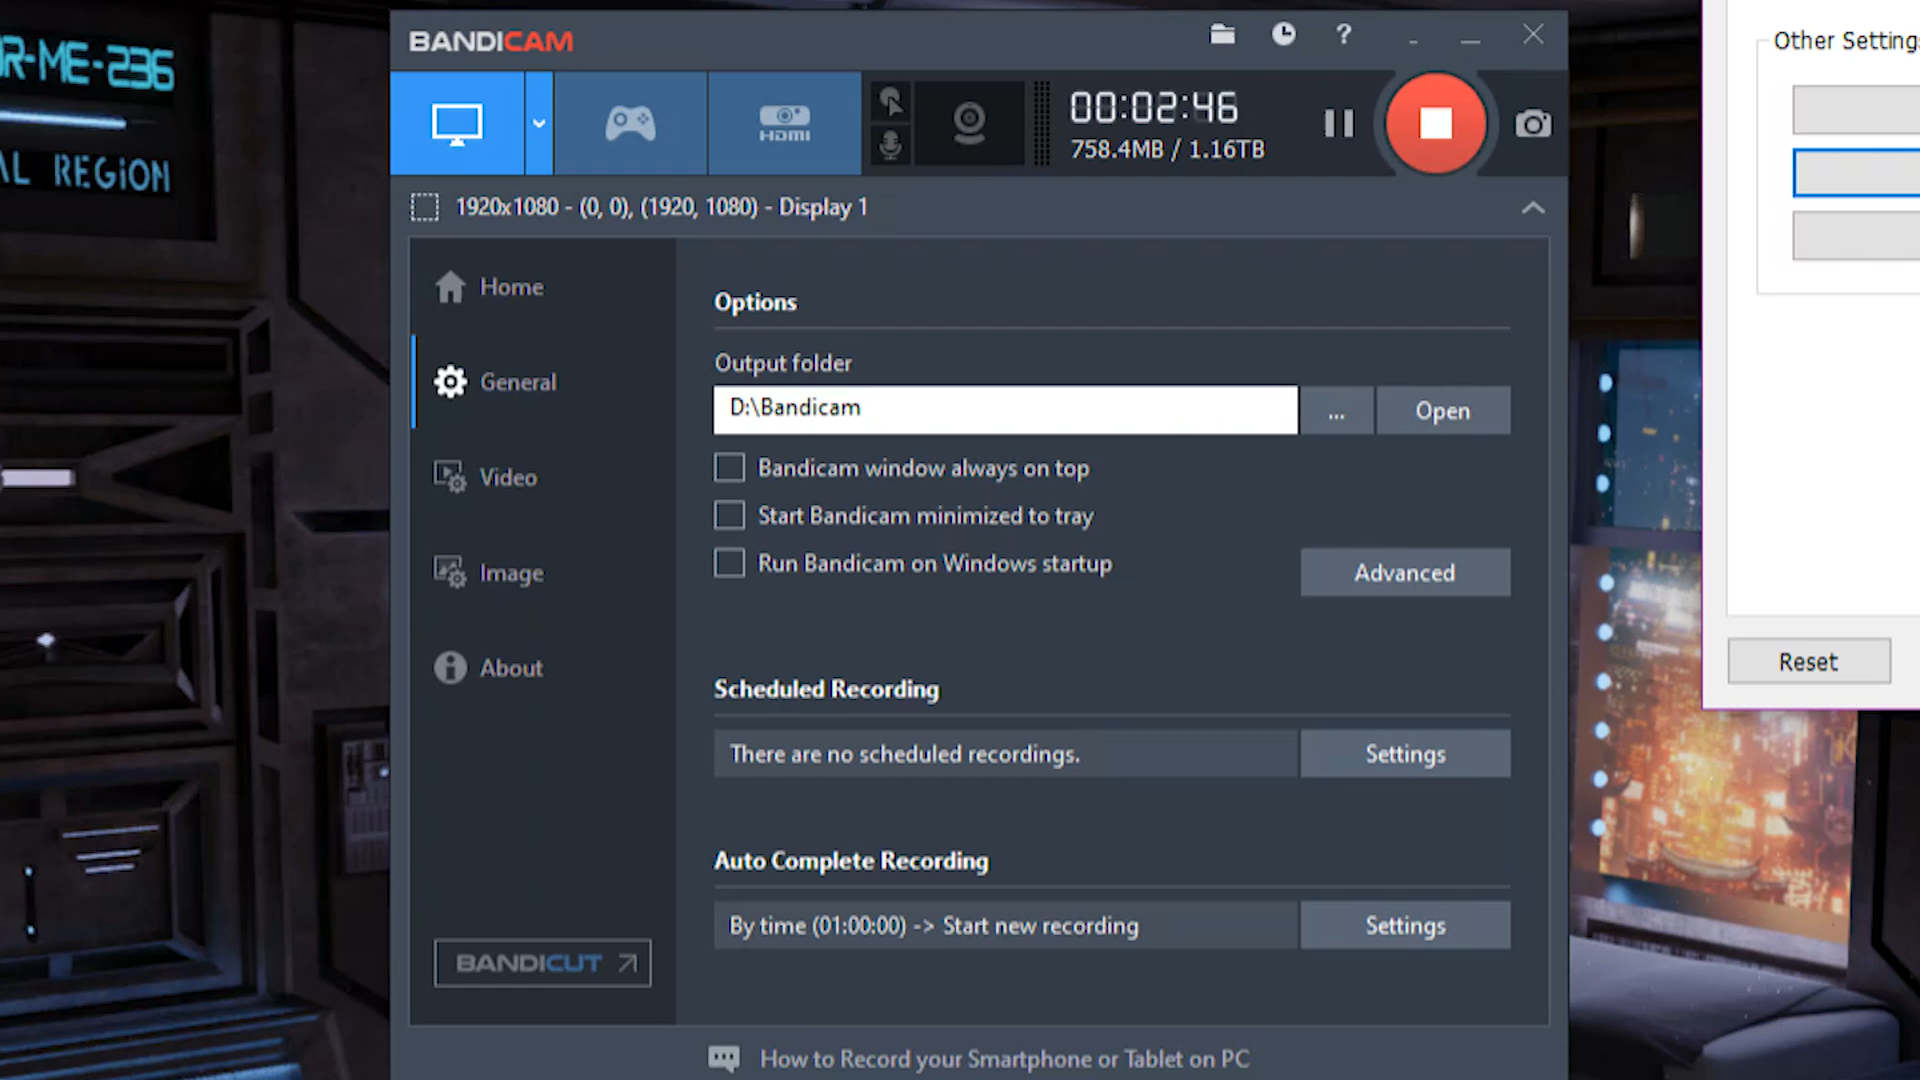 R-ME-236
AL REGION
BANDICAM
?
HDMI
00:02:46
758.4MB / 1.16TB
1920x1080 - (0, 0), (1920, 1080) - Display 1
Home
General
Video
Image
About
BANDICUT
Options
Output folder
D:\Bandicam
...
Open
Bandicam window always on top
Start Bandicam minimized to tray
Run Bandicam on Windows startup
Advanced
Scheduled Recording
There are no scheduled recordings.
Settings
Auto Complete Recording
By time (01:00:00) -> Start new recording
Settings
How to Record your Smartphone or Tablet on PC
Other Settings
Reset